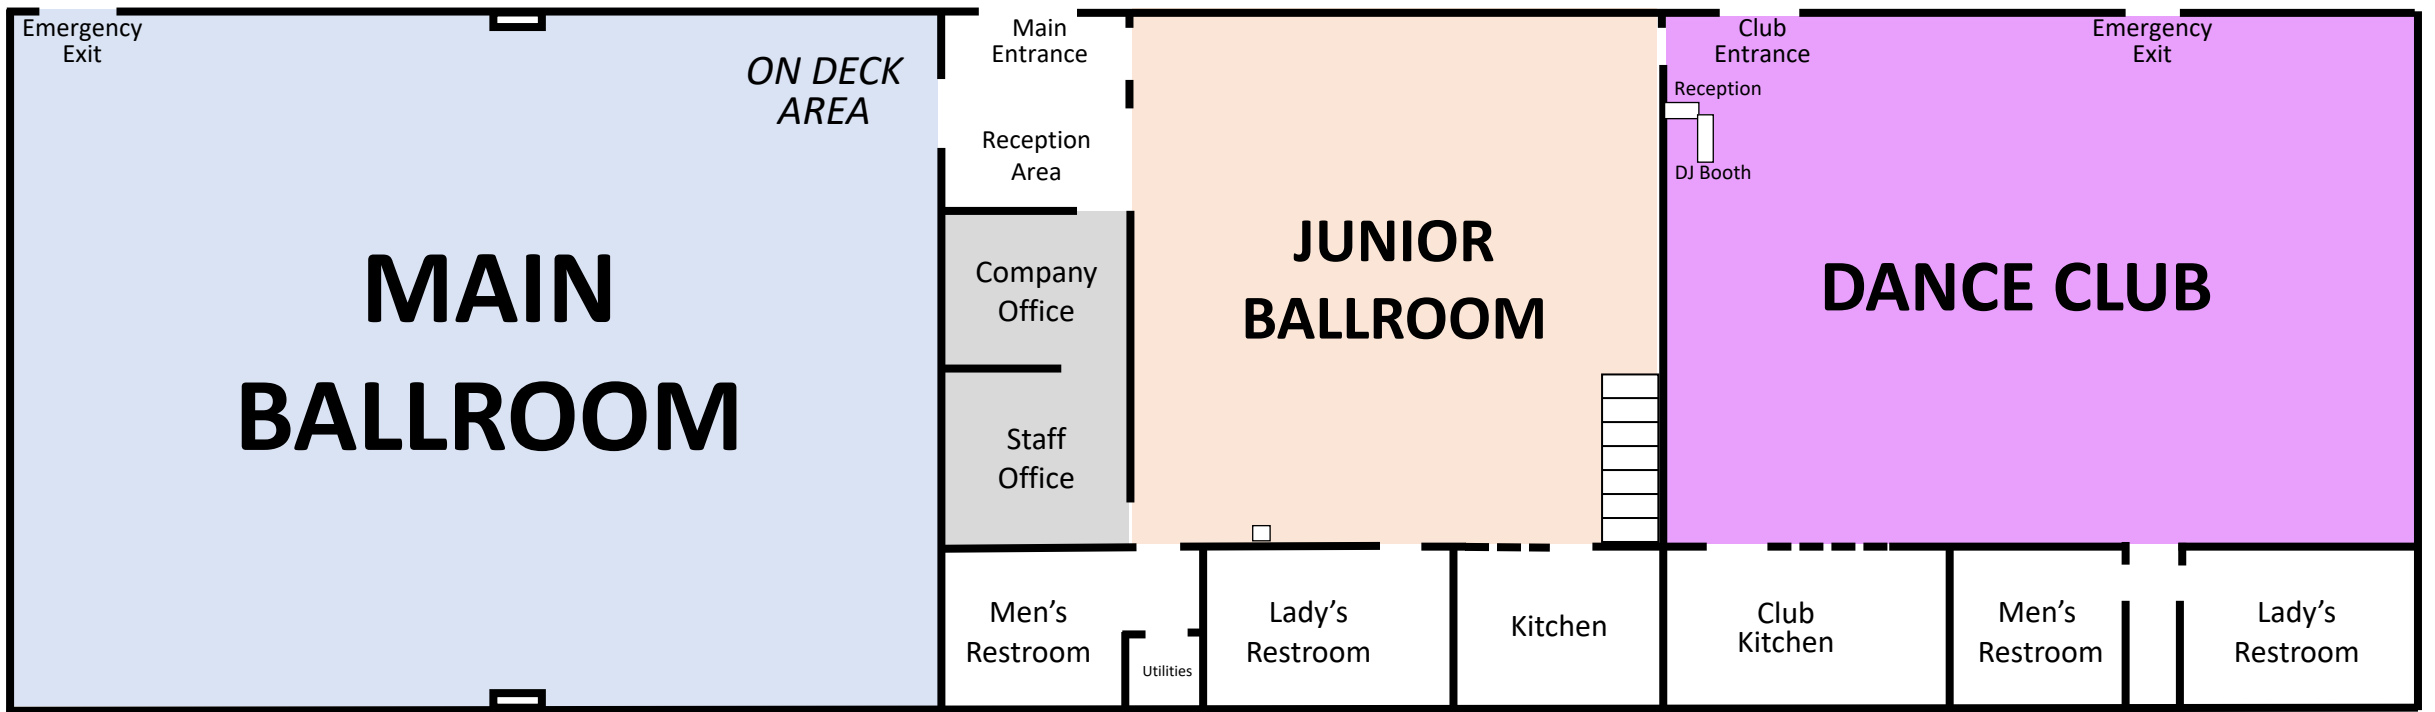 Emergency
Exit
ON DECK
AREA
MAIN
BALLROOM
Main
Entrance
Reception
Area
Company
Office
Staff
Office
JUNIOR
BALLROOM
Club
Entrance
Reception
DJ Booth
Emergency
Exit
DANCE CLUB
Men’s
Restroom
Utilities
Lady’s
Restroom
Kitchen
Club
Kitchen
Men’s
Restroom
Lady’s
Restroom